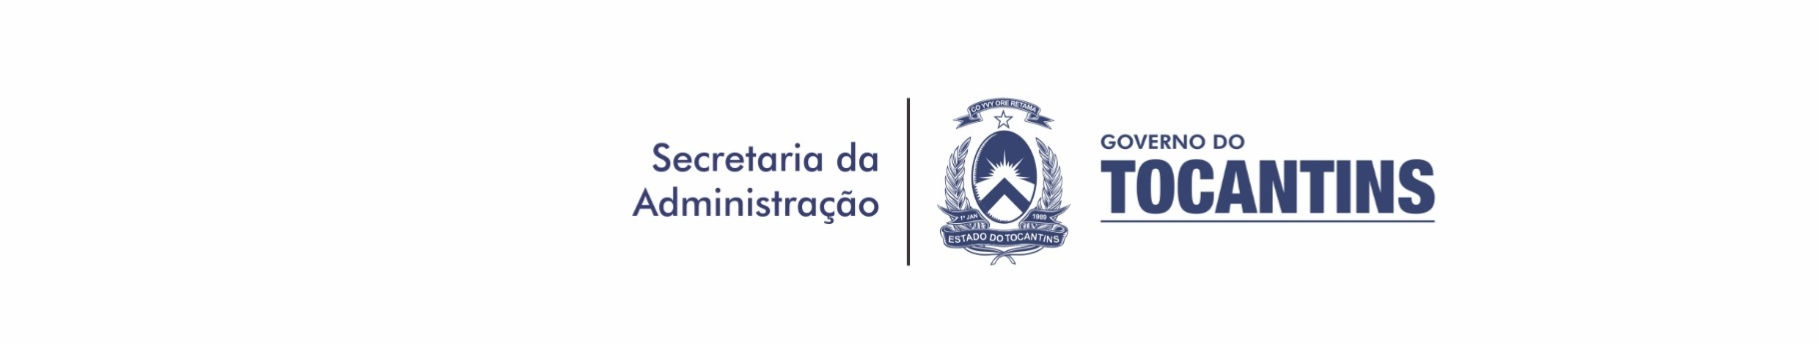 Secretaria da
Administração
CO YVY ORE RETAMA
1º JAN 1989
ESTADO DO TOCANTINS
GOVERNO DO
TOCANTINS